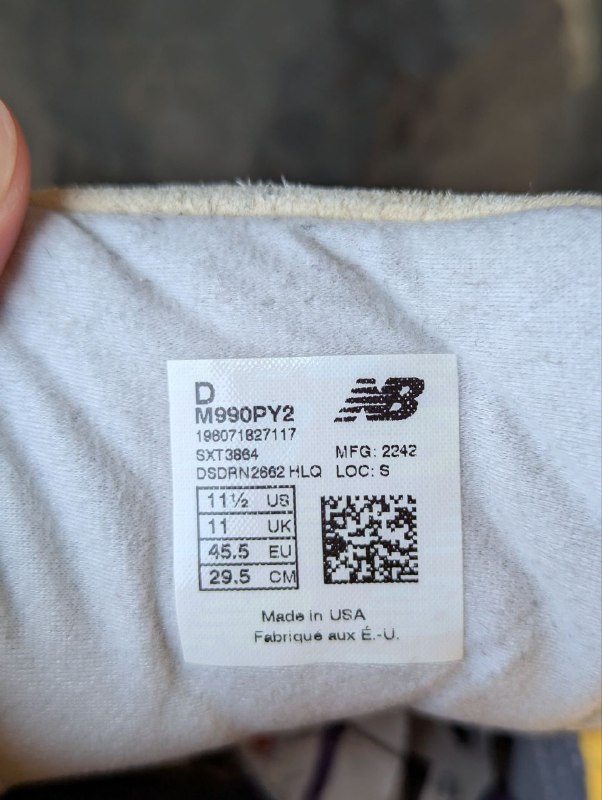 D
NB
M990PY2
196071827117
SXT3864
MFG: 2242
DSDRN2662 HLQ
LOC: S
11½ US
11 UK
45.5 EU
29.5 CM
Made in USA
Fabriqué aux É.-U.